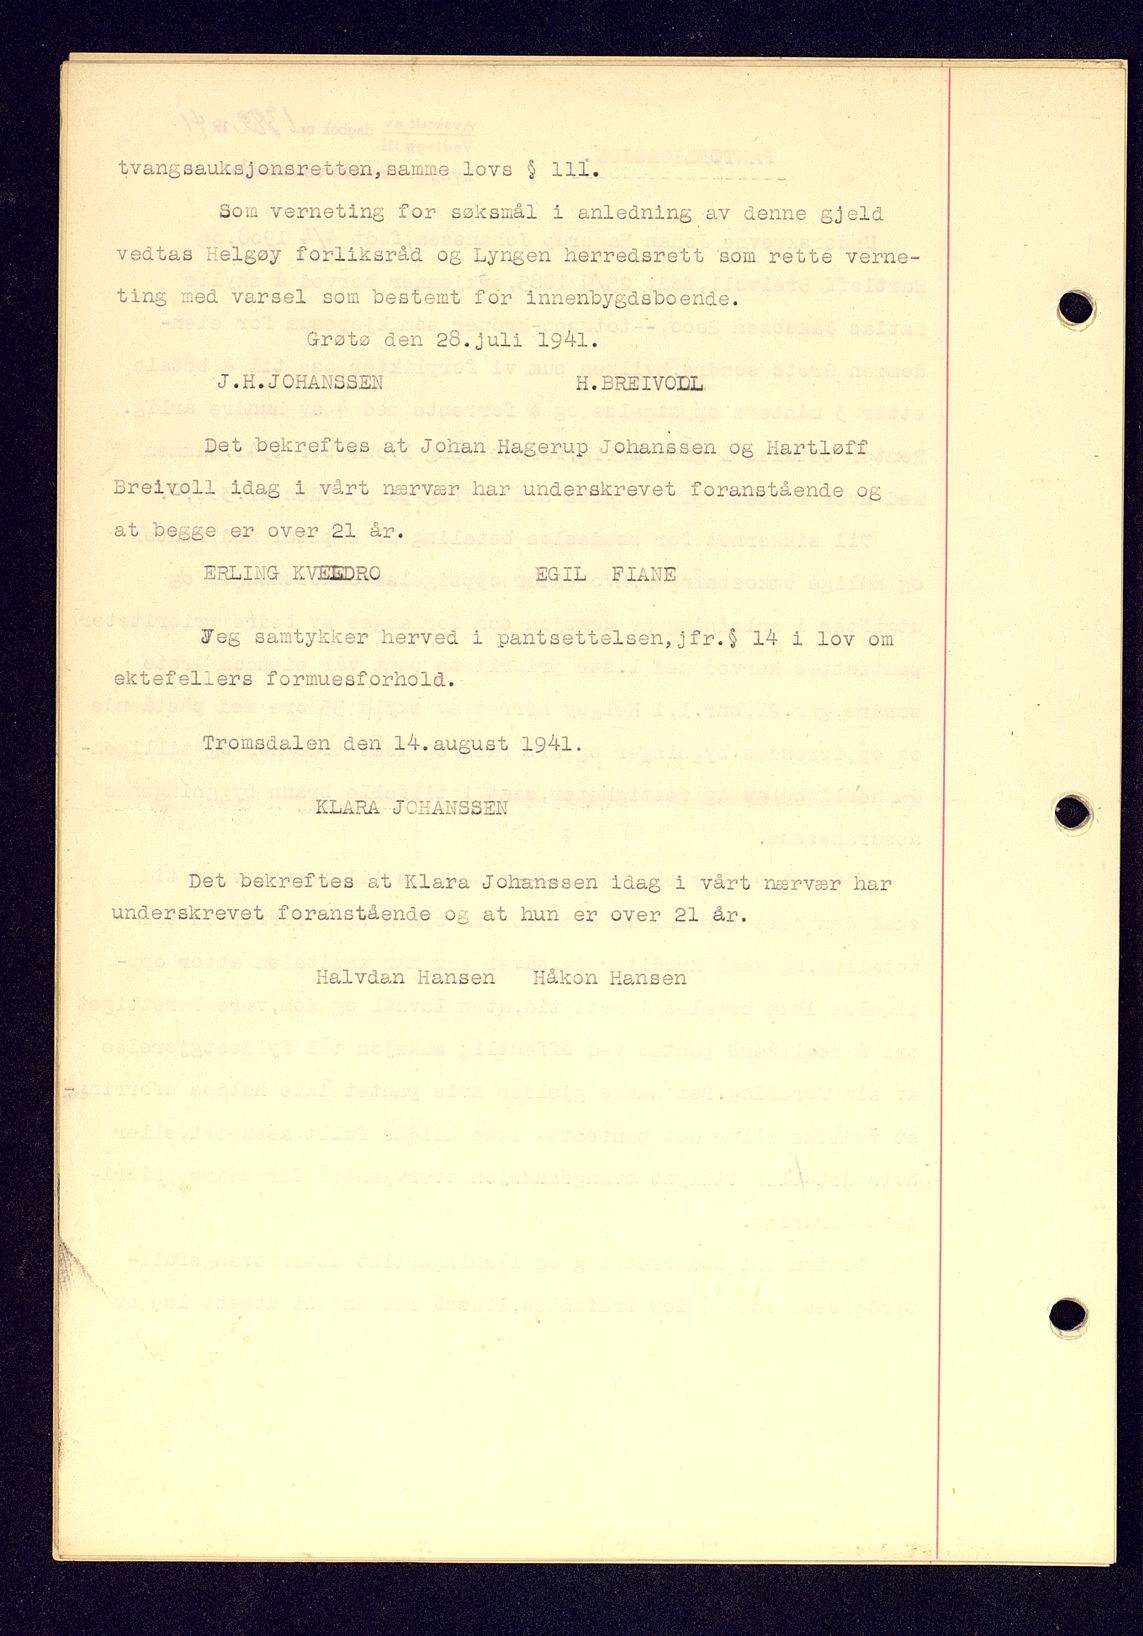 tvangsauksjonsretten, samme lovs § 111.
Som verneting for søksmål i anledning av denne gjeld
vedtas Helgøy forliksråd og Lyngen herredsrett som rette verne-
ting med varsel som bestemt for innenbygdsboende.
Grøtø den 28.juli 1941.
J.H.JOHANSSEN H.BREIVOLL
Det bekreftes at Johan Hagerup Johanssen og Hartløff
Breivoll idag i vårt nærvær har underskrevet foranstående og
at begge er over 21 år.
ERLING KVEEDRO EGIL FIANE
Jeg samtykker herved i pantsettelsen, jfr.§ 14 i lov om
ektefellers formuesforhold.
Tromsdalen den 14.august 1941.
KLARA JOHANSSEN
Det bekreftes at Klara Johanssen idag i vårt nærvær har
underskrevet foranstående og at hun er over 21 år.
Halvdan Hansen Håkon Hansen